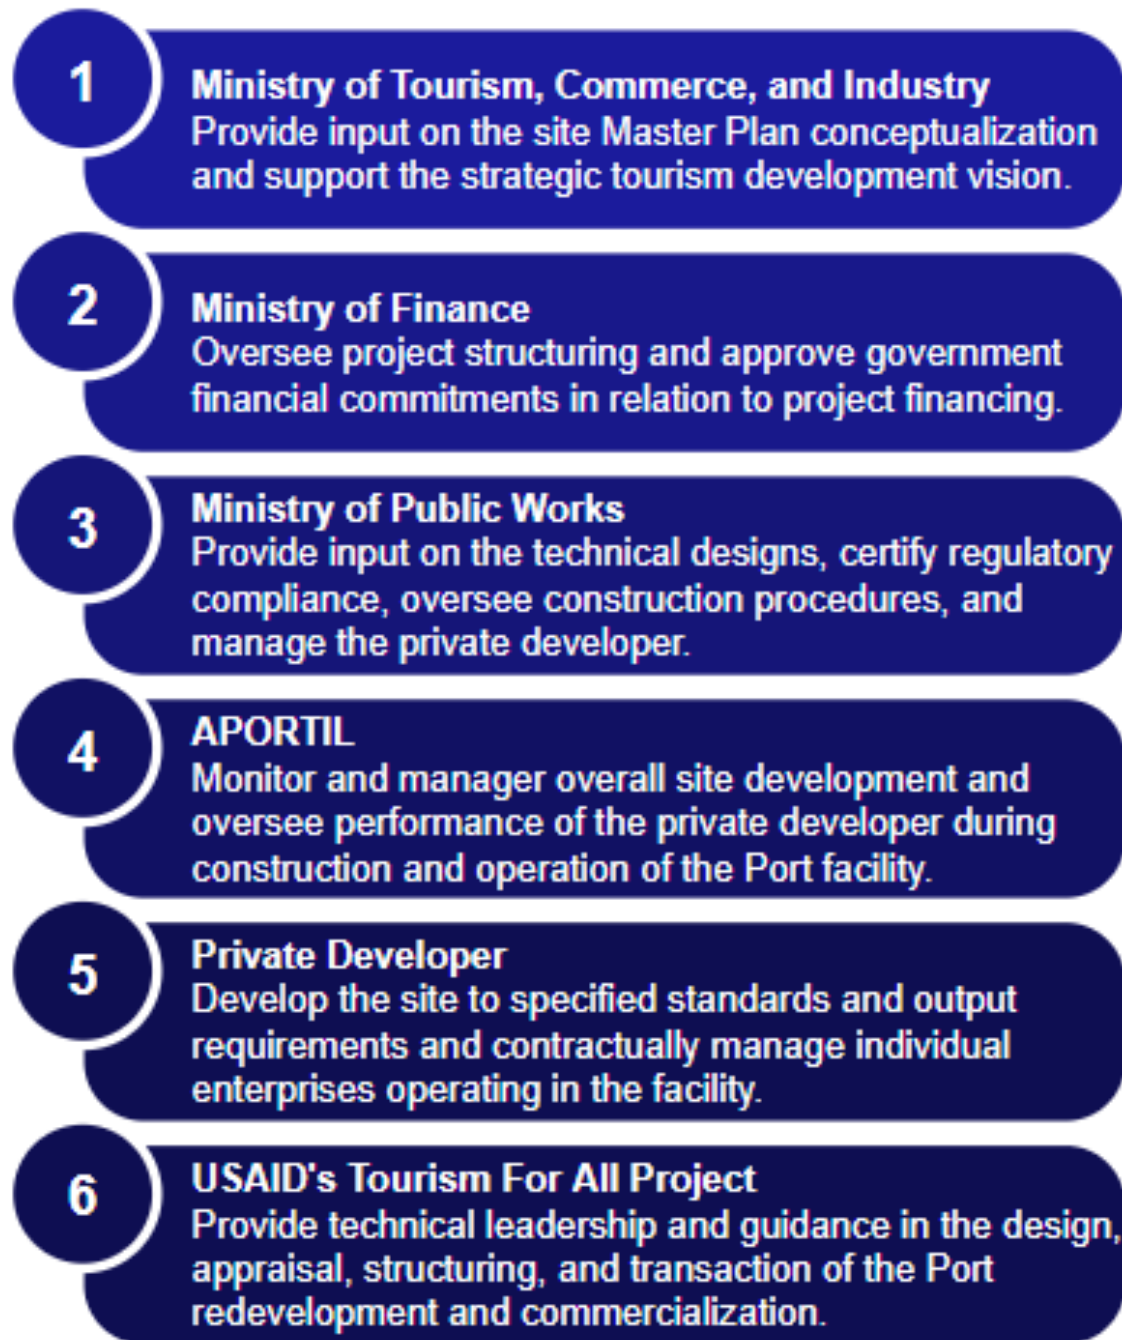 1
Ministry of Tourism, Commerce, and Industry
Provide input on the site Master Plan conceptualization
and support the strategic tourism development vision.
2
Ministry of Finance
Oversee project structuring and approve government
financial commitments in relation to project financing.
3
Ministry of Public Works
Provide input on the technical designs, certify regulatory
compliance, oversee construction procedures, and
manage the private developer.
4
APORTIL
Monitor and manager overall site development and
oversee performance of the private developer during
construction and operation of the Port facility.
5
Private Developer
Develop the site to specified standards and output
requirements and contractually manage individual
enterprises operating in the facility.
6
USAID's Tourism For All Project
Provide technical leadership and guidance in the design,
appraisal, structuring, and transaction of the Port
redevelopment and commercialization.